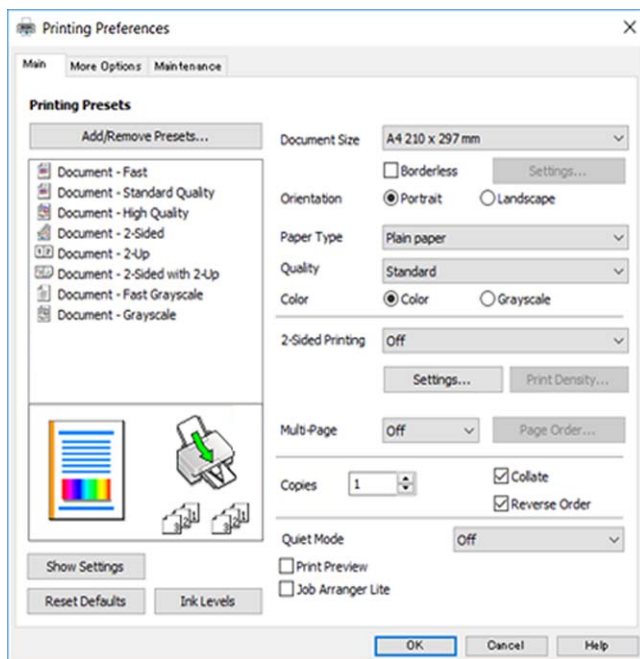 Printing Preferences
Main
More Options
Maintenance
Printing Presets
Add/Remove Presets...
Document - Fast
Document - Standard Quality
Document - High Quality
Document - 2-Sided
Document - 2-Up
Document - 2-Sided with 2-Up
Document - Fast Grayscale
Document - Grayscale
Show Settings
Reset Defaults
Ink Levels
Document Size
A4 210 x 297 mm
Borderless
Settings...
Orientation
Portrait
Landscape
Paper Type
Plain paper
Quality
Standard
Color
Color
Grayscale
2-Sided Printing
Off
Settings...
Print Density...
Multi-Page
Off
Page Order...
Copies
1
Collate
Reverse Order
Quiet Mode
Off
Print Preview
Job Arranger Lite
OK
Cancel
Help